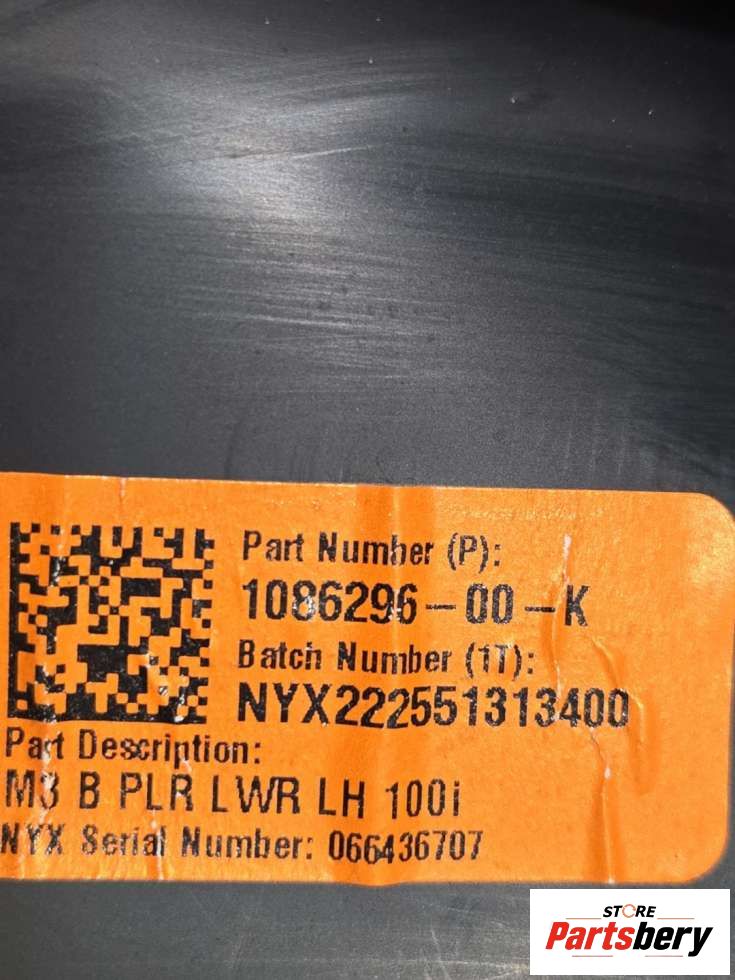 Part Number (P):
1086296-00-K
Batch Number (1T):
NYX222551313400
Part Description:
M3 B PLR LWR LH 100i
NYX Serial Number: 066436707
STORE
Partsbery